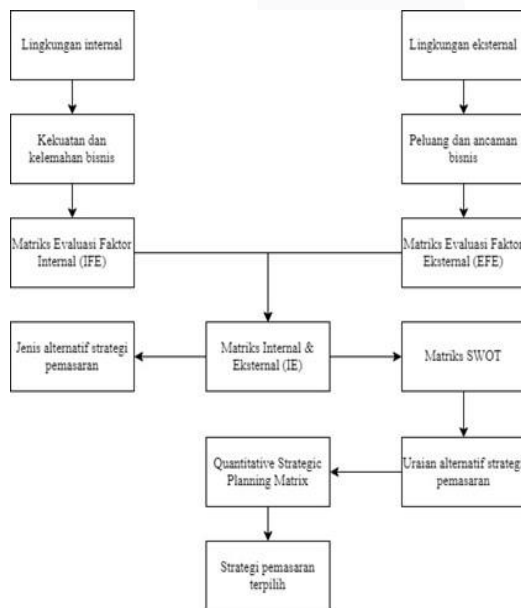 Lingkungan internal
Lingkungan eksternal
Kekuatan dan
kelemahan bisnis
Peluang dan ancaman
bisnis
Matriks Evaluasi Faktor
Internal (IFE)
Matriks Evaluasi Faktor
Eksternal (EFE)
Jenis alternatif strategi
pemasaran
Matriks Internal &
Eksternal (IE)
Matriks SWOT
Quantitative Strategic
Planning Matrix
Uraian alternatif strategi
pemasaran
Strategi pemasaran
terpilih